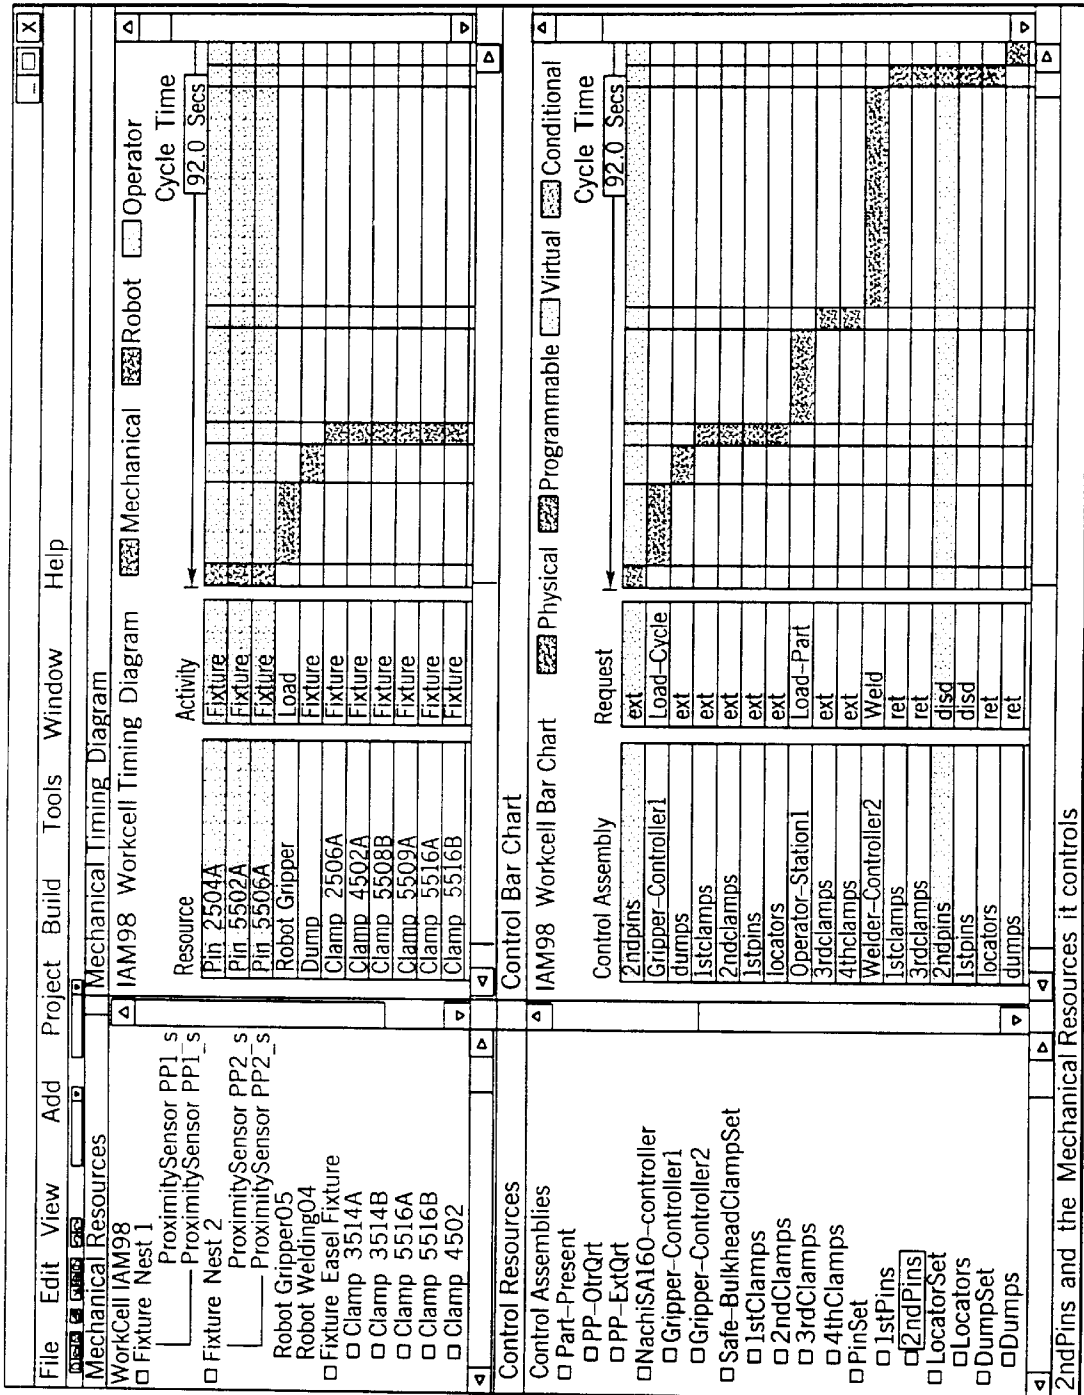 File Edit View Add Project Build Tools Window Help
Mechanical Resources
WorkCell IAM98
Fixture Nest 1
ProximitySensor PP1_s
ProximitySensor PP1_s
Fixture Nest 2
ProximitySensor PP2_s
ProximitySensor PP2_s
Robot Gripper05
Robot Welding04
Fixture Easel Fixture
Clamp 3514A
Clamp 3514B
Clamp 5516A
Clamp 5516B
Clamp 4502
Mechanical Timing Diagram
IAM98 Workcell Timing Diagram Mechanical Robot Operator
Cycle Time
92.0 Secs
Resource Activity
Pin 2504A Fixture
Pin 5502A Fixture
Pin 5506A Fixture
Robot Gripper Load
Dump Fixture
Clamp 2506A Fixture
Clamp 4502A Fixture
Clamp 5508B Fixture
Clamp 5509A Fixture
Clamp 5516A Fixture
Clamp 5516B Fixture
Control Resources
Control Assemblies
Part-Present
PP-OtrQrt
PP-ExtQrt
NachiSA160-controller
Gripper-Controller1
Gripper-Controller2
Safe-BulkheadClampSet
1stClamps
2ndClamps
3rdClamps
4thClamps
PinSet
1stPins
2ndPins
LocatorSet
Locators
DumpSet
Dumps
Control Bar Chart
IAM98 Workcell Bar Chart Physical Programmable Virtual Conditional
Cycle Time
92.0 Secs
Control Assembly Request
2ndpins ext
Gripper-Controller1 Load-Cycle
dumps ext
1stclamps ext
2ndclamps ext
1stpins ext
locators ext
Operator-Station1 Load-Part
3rdclamps ext
4thclamps ext
Welder-Controller2 Weld
1stclamps ret
3rdclamps ret
2ndpins disd
1stpins disd
locators ret
dumps ret
2ndPins and the Mechanical Resources it controls